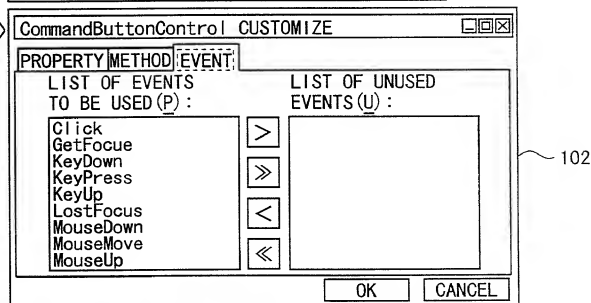 CommandButtonControl CUSTOMIZE
PROPERTY METHOD EVENT
LIST OF EVENTS
TO BE USED(P):
LIST OF UNUSED
EVENTS(U):
Click
GetFocue
KeyDown
KeyPress
KeyUp
LostFocus
MouseDown
MouseMove
MouseUp
>
≫
<
≪
102
OK CANCEL